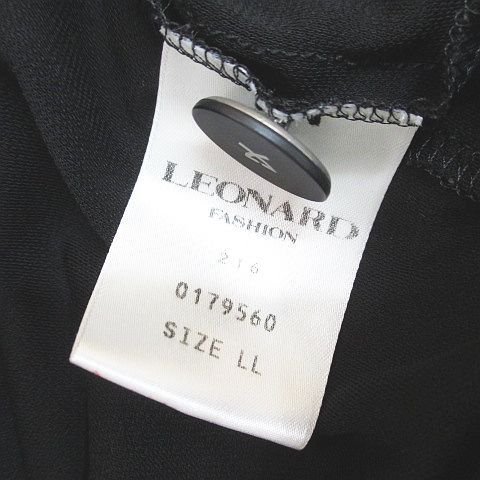 LEONARD
FASHION
216
0179560
SIZE LL